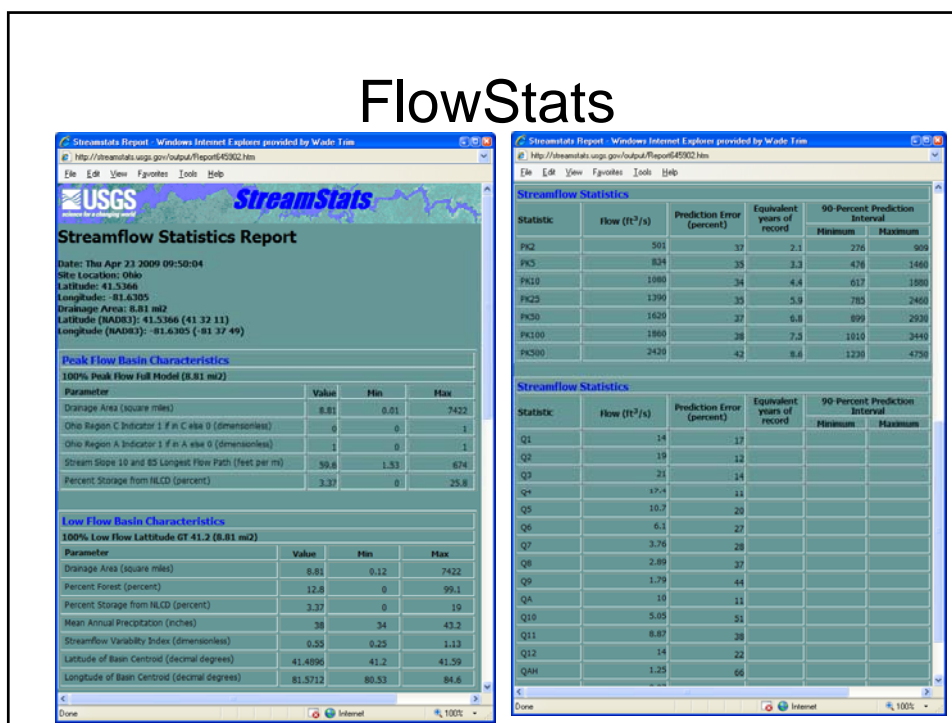 FlowStats
Streamstats Report - Windows Internet Explorer provided by Wade Trim
http://streamstats.usgs.gov/output/Report645902.htm
File Edit View Favorites Tools Help
USGS
science for a changing world
StreamStats
Streamflow Statistics Report
Date: Thu Apr 23 2009 09:50:04
Site Location: Ohio
Latitude: 41.5366
Longitude: -81.6305
Drainage Area: 8.81 mi2
Latitude (NAD83): 41.5366 (41 32 11)
Longitude (NAD83): -81.6305 (-81 37 49)
Peak Flow Basin Characteristics
100% Peak Flow Full Model (8.81 mi2)
Parameter Value Min Max
Drainage Area (square miles) 8.81 0.01 7422
Ohio Region C Indicator 1 if in C else 0 (dimensionless) 0 0 1
Ohio Region A Indicator 1 if in A else 0 (dimensionless) 1 0 1
Stream Slope 10 and 85 Longest Flow Path (feet per mi) 59.6 1.53 674
Percent Storage from NLCD (percent) 3.37 0 25.8
Low Flow Basin Characteristics
100% Low Flow Lattitude GT 41.2 (8.81 mi2)
Parameter Value Min Max
Drainage Area (square miles) 8.81 0.12 7422
Percent Forest (percent) 12.8 0 99.1
Percent Storage from NLCD (percent) 3.37 0 19
Mean Annual Precipitation (inches) 38 34 43.2
Streamflow Variability Index (dimensionless) 0.55 0.25 1.13
Latitude of Basin Centroid (decimal degrees) 41.4896 41.2 41.59
Longitude of Basin Centroid (decimal degrees) 81.5712 80.53 84.6
Done Internet 100%
Streamstats Report - Windows Internet Explorer provided by Wade Trim
http://streamstats.usgs.gov/output/Report645902.htm
File Edit View Favorites Tools Help
Streamflow Statistics
Statistic Flow (ft³/s) Prediction Error (percent) Equivalent years of record 90-Percent Prediction Interval
Minimum Maximum
PK2 501 37 2.1 276 909
PK5 834 35 3.3 476 1460
PK10 1080 34 4.4 617 1880
PK25 1390 35 5.9 785 2460
PK50 1620 37 6.8 899 2930
PK100 1860 38 7.5 1010 3440
PK500 2420 42 8.6 1230 4750
Streamflow Statistics
Statistic Flow (ft³/s) Prediction Error (percent) Equivalent years of record 90-Percent Prediction Interval
Minimum Maximum
Q1 14 17
Q2 19 12
Q3 21 14
Q4 17.4 11
Q5 10.7 20
Q6 6.1 27
Q7 3.76 28
Q8 2.89 37
Q9 1.79 44
QA 10 11
Q10 5.05 51
Q11 8.87 38
Q12 14 22
QAH 1.25 66
Done Internet 100%